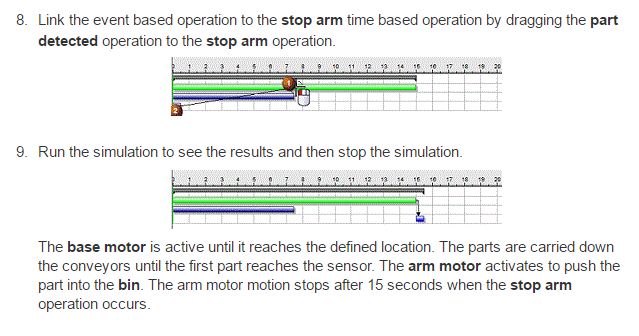 8. Link the event based operation to the stop arm time based operation by dragging the part
detected operation to the stop arm operation.
1 2 3 4 5 6 7 8 9 10 11 12 13 14 15 16 17 18 19 20
1
2
9. Run the simulation to see the results and then stop the simulation.
1 2 3 4 5 6 7 8 9 10 11 12 13 14 15 16 17 18 19 20
The base motor is active until it reaches the defined location. The parts are carried down
the conveyors until the first part reaches the sensor. The arm motor activates to push the
part into the bin. The arm motor motion stops after 15 seconds when the stop arm
operation occurs.